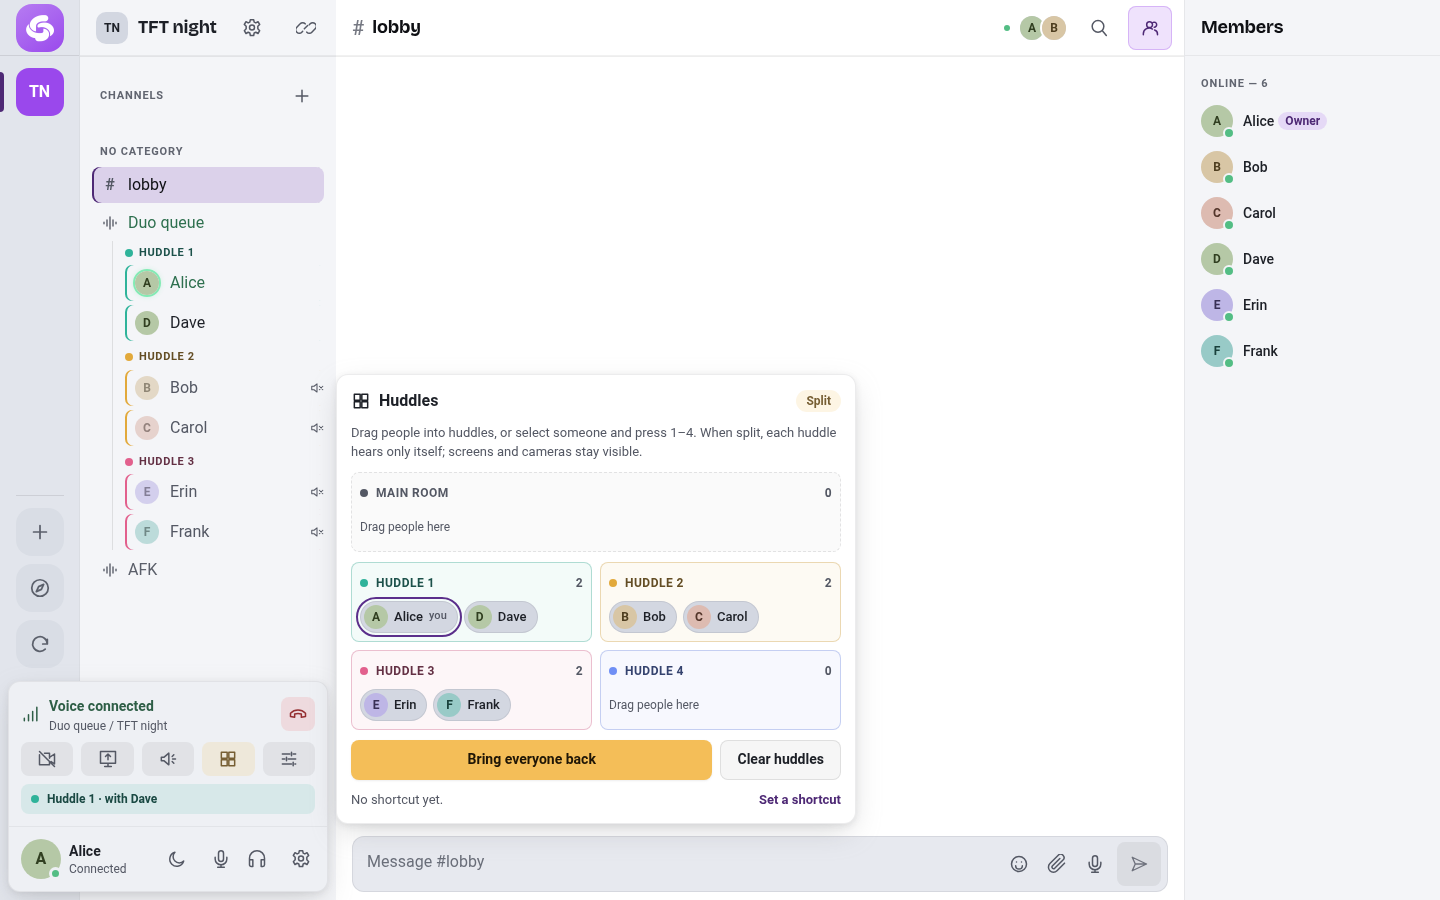 TN
TFT night
TN
CHANNELS
NO CATEGORY
# lobby
Duo queue
HUDDLE 1
A Alice
D Dave
HUDDLE 2
B Bob
C Carol
HUDDLE 3
E Erin
F Frank
AFK
Voice connected
Duo queue / TFT night
Huddle 1 · with Dave
A Alice
Connected
# lobby
A B
Huddles
Split
Drag people into huddles, or select someone and press 1–4. When split, each huddle
hears only itself; screens and cameras stay visible.
MAIN ROOM 0
Drag people here
HUDDLE 1 2
A Alice you D Dave
HUDDLE 2 2
B Bob C Carol
HUDDLE 3 2
E Erin F Frank
HUDDLE 4 0
Drag people here
Bring everyone back
Clear huddles
No shortcut yet.
Set a shortcut
Message #lobby
Members
ONLINE — 6
A Alice Owner
B Bob
C Carol
D Dave
E Erin
F Frank